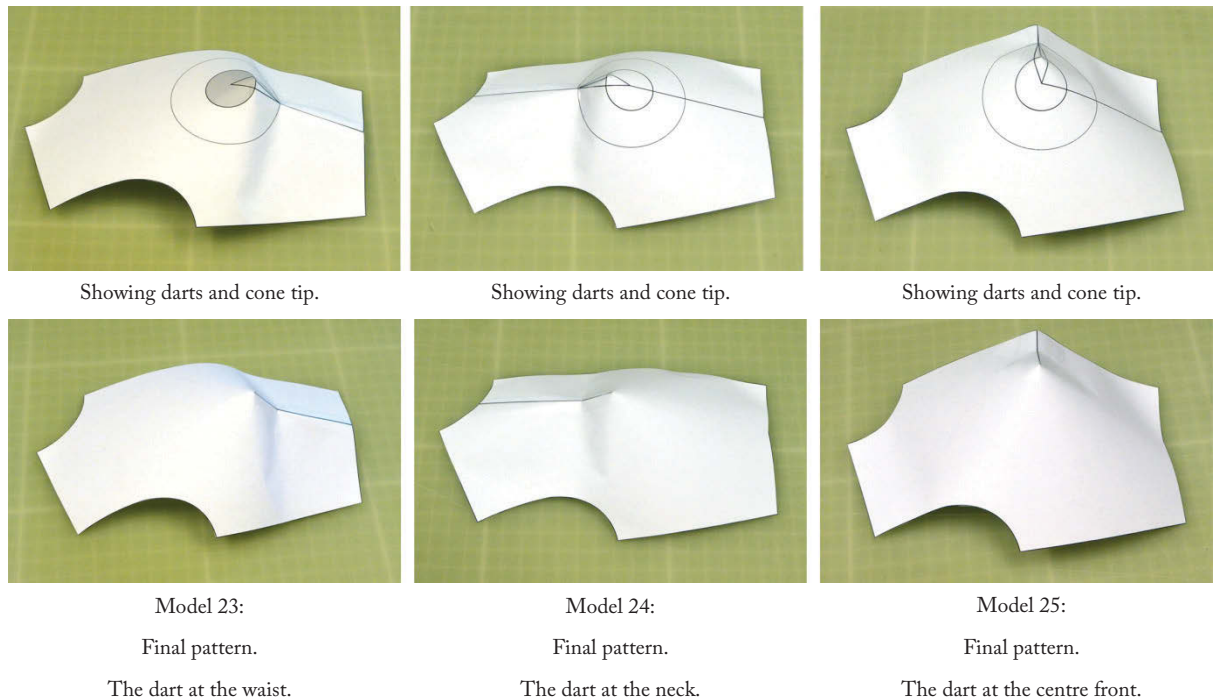 Showing darts and cone tip.
Showing darts and cone tip.
Showing darts and cone tip.
Model 23:
Final pattern.
The dart at the waist.
Model 24:
Final pattern.
The dart at the neck.
Model 25:
Final pattern.
The dart at the centre front.